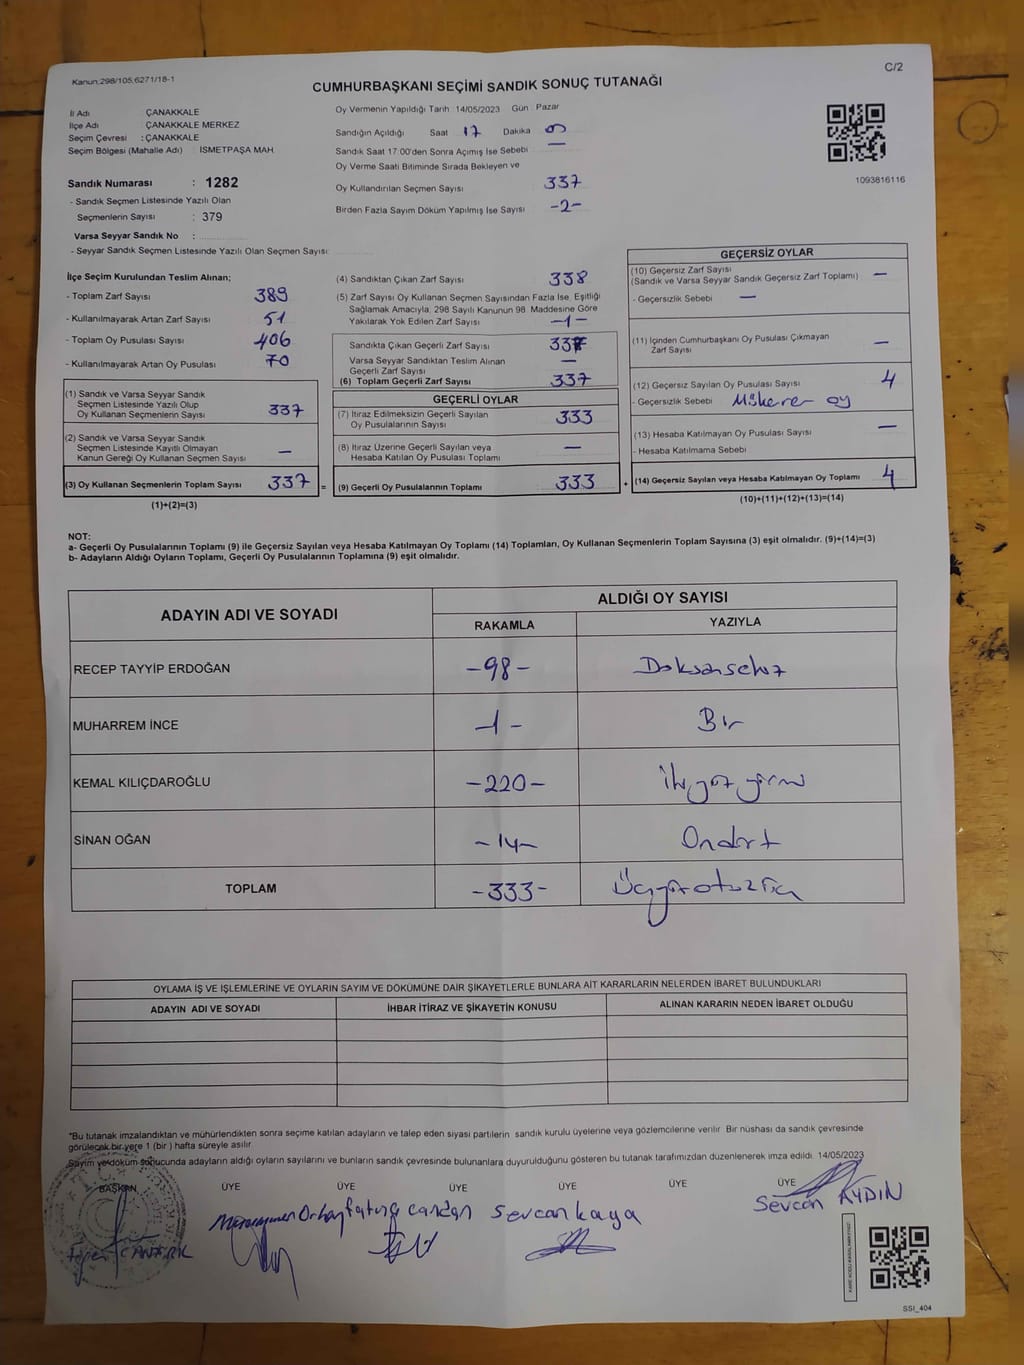 Kanun;298/105;6271/18-1
C/2
CUMHURBAŞKANI SEÇİMİ SANDIK SONUÇ TUTANAĞI
İl Adı ÇANAKKALE
İlçe Adı ÇANAKKALE MERKEZ
Seçim Çevresi : ÇANAKKALE
Seçim Bölgesi (Mahalle Adı) İSMETPAŞA MAH.
Sandık Numarası : 1282
- Sandık Seçmen Listesinde Yazılı Olan
Seçmenlerin Sayısı : 379
Varsa Seyyar Sandık No :
- Seyyar Sandık Seçmen Listesinde Yazılı Olan Seçmen Sayısı:
Oy Vermenin Yapıldığı Tarih 14/05/2023 Gün Pazar
Sandığın Açıldığı Saat 17 Dakika
Sandık Saat 17:00'den Sonra Açımış İse Sebebi —
Oy Verme Saati Bitiminde Sırada Bekleyen ve
Oy Kullandırılan Seçmen Sayısı 337
Birden Fazla Sayım Döküm Yapılmış İse Sayısı -2-
1093816116
İlçe Seçim Kurulundan Teslim Alınan;
- Toplam Zarf Sayısı 389
- Kullanılmayarak Artan Zarf Sayısı 51
- Toplam Oy Pusulası Sayısı 406
- Kullanılmayarak Artan Oy Pusulası 70
(1) Sandık ve Varsa Seyyar Sandık
Seçmen Listesinde Yazılı Olup
Oy Kullanan Seçmenlerin Sayısı 337
(2) Sandık ve Varsa Seyyar Sandık
Seçmen Listesinde Kayıtlı Olmayan
Kanun Gereği Oy Kullanan Seçmen Sayısı —
(3) Oy Kullanan Seçmenlerin Toplam Sayısı 337 =
(1)+(2)=(3)
(4) Sandıktan Çıkan Zarf Sayısı 338
(5) Zarf Sayısı Oy Kullanan Seçmen Sayısından Fazla İse, Eşitliği
Sağlamak Amacıyla, 298 Sayılı Kanunun 98. Maddesine Göre
Yakılarak Yok Edilen Zarf Sayısı -1-
Sandıkta Çıkan Geçerli Zarf Sayısı 337
Varsa Seyyar Sandıktan Teslim Alınan
Geçerli Zarf Sayısı —
(6) Toplam Geçerli Zarf Sayısı 337
GEÇERLİ OYLAR
(7) İtiraz Edilmeksizin Geçerli Sayılan
Oy Pusulalarının Sayısı 333
(8) İtiraz Üzerine Geçerli Sayılan veya
Hesaba Katılan Oy Pusulası Toplamı —
(9) Geçerli Oy Pusulalarının Toplamı 333 +
GEÇERSİZ OYLAR
(10) Geçersiz Zarf Sayısı
(Sandık ve Varsa Seyyar Sandık Geçersiz Zarf Toplamı) —
- Geçersizlik Sebebi —
(11) İçinden Cumhurbaşkanı Oy Pusulası Çıkmayan
Zarf Sayısı —
(12) Geçersiz Sayılan Oy Pusulası Sayısı 4
- Geçersizlik Sebebi Mükerer oy
(13) Hesaba Katılmayan Oy Pusulası Sayısı —
- Hesaba Katılmama Sebebi
(14) Geçersiz Sayılan veya Hesaba Katılmayan Oy Toplamı 4
(10)+(11)+(12)+(13)=(14)
NOT:
a- Geçerli Oy Pusulalarının Toplamı (9) ile Geçersiz Sayılan veya Hesaba Katılmayan Oy Toplamı (14) Toplamları, Oy Kullanan Seçmenlerin Toplam Sayısına (3) eşit olmalıdır. (9)+(14)=(3)
b- Adayların Aldığı Oyların Toplamı, Geçerli Oy Pusulalarının Toplamına (9) eşit olmalıdır.
ADAYIN ADI VE SOYADI ALDIĞI OY SAYISI
RAKAMLA YAZIYLA
RECEP TAYYİP ERDOĞAN -98- Doksansekiz
MUHARREM İNCE -1- Bir
KEMAL KILIÇDAROĞLU -220- ikiyüzyirmi
SİNAN OĞAN -14- Ondört
TOPLAM -333- Üçyüzotuzüç
OYLAMA İŞ VE İŞLEMLERİNE VE OYLARIN SAYIM VE DÖKÜMÜNE DAİR ŞİKAYETLERLE BUNLARA AİT KARARLARIN NELERDEN İBARET BULUNDUKLARI
ADAYIN ADI VE SOYADI İHBAR İTİRAZ VE ŞİKAYETİN KONUSU ALINAN KARARIN NEDEN İBARET OLDUĞU
*Bu tutanak imzalandıktan ve mühürlendikten sonra seçime katılan adayların ve talep eden siyasi partilerin sandık kurulu üyelerine veya gözlemcilerine verilir. Bir nüshası da sandık çevresinde
görülecek bir yere 1 (bir) hafta süreyle asılır.
Sayım ve döküm sonucunda adayların aldığı oyların sayılarını ve bunların sandık çevresinde bulunanlara duyurulduğunu gösteren bu tutanak tarafımızdan düzenlenerek imza edildi. 14/05/2023
BAŞKAN ÜYE ÜYE ÜYE ÜYE ÜYE
Orhan Fatma candan Sevcan kaya Sevcan AYDIN
SSI_404